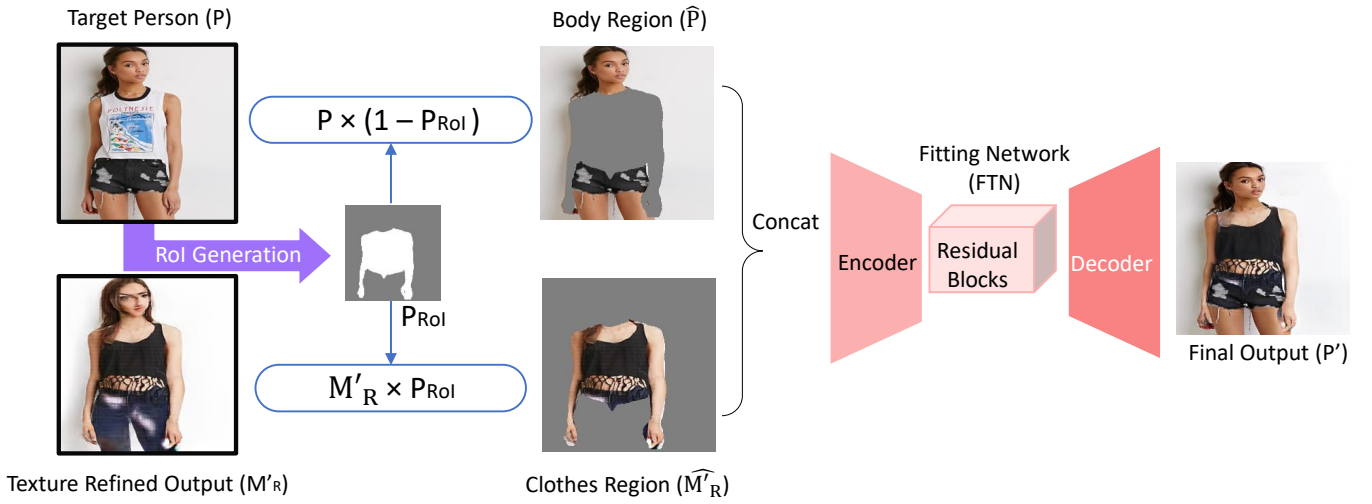 Target Person (P)
Body Region (P̂)
POLYNESIE
P × (1 − PRoI )
Fitting Network
(FTN)
Concat
RoI Generation
Encoder
Residual
Blocks
Decoder
PRoI
M′R × PRoI
Final Output (P')
Texture Refined Output (M'R)
Clothes Region (M̂′R)